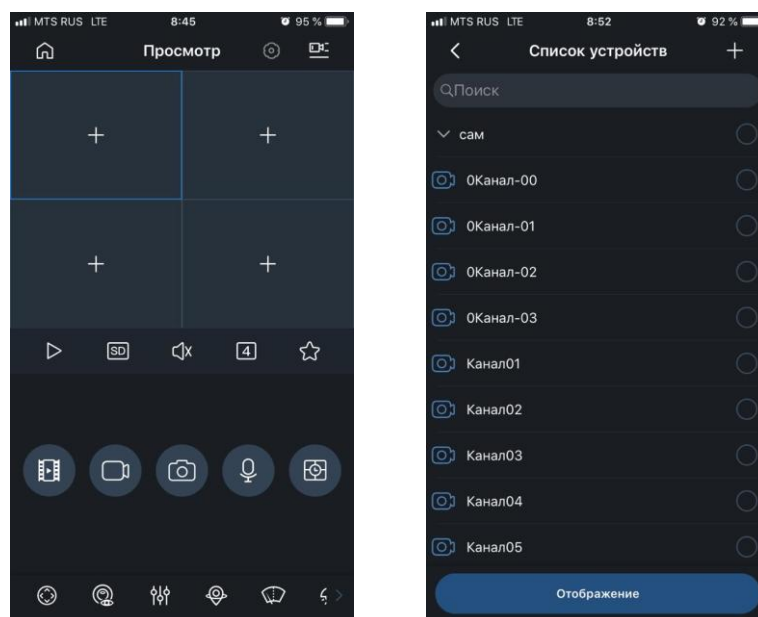 MTS RUS LTE 8:45 95 %
Просмотр
SD
4
MTS RUS LTE 8:52 92 %
Список устройств
Поиск
сам
0Канал-00
0Канал-01
0Канал-02
0Канал-03
Канал01
Канал02
Канал03
Канал04
Канал05
Отображение